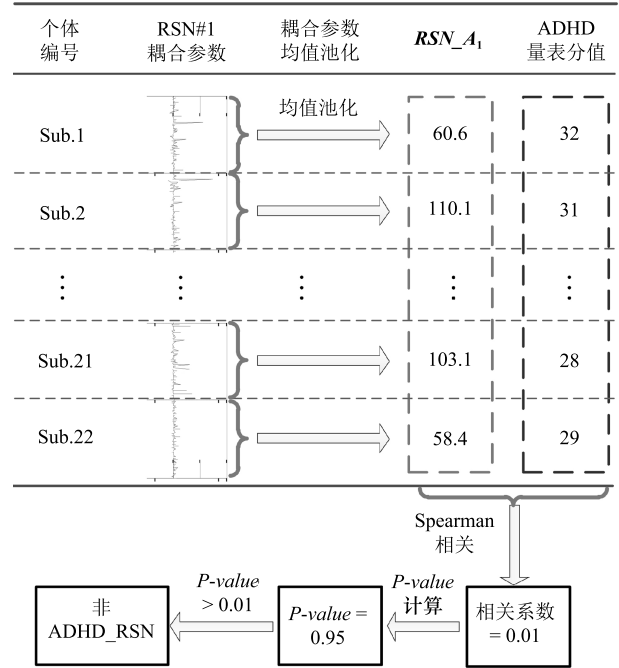 个体
编号
RSN#1
耦合参数
耦合参数
均值池化
RSN_A1
ADHD
量表分值
Sub.1
均值池化
60.6
32
Sub.2
110.1
31
⋮ ⋮ ⋮ ⋮ ⋮
Sub.21
103.1
28
Sub.22
58.4
29
Spearman
相关
非
ADHD_RSN
P-value
> 0.01
P-value =
0.95
P-value
计算
相关系数
= 0.01